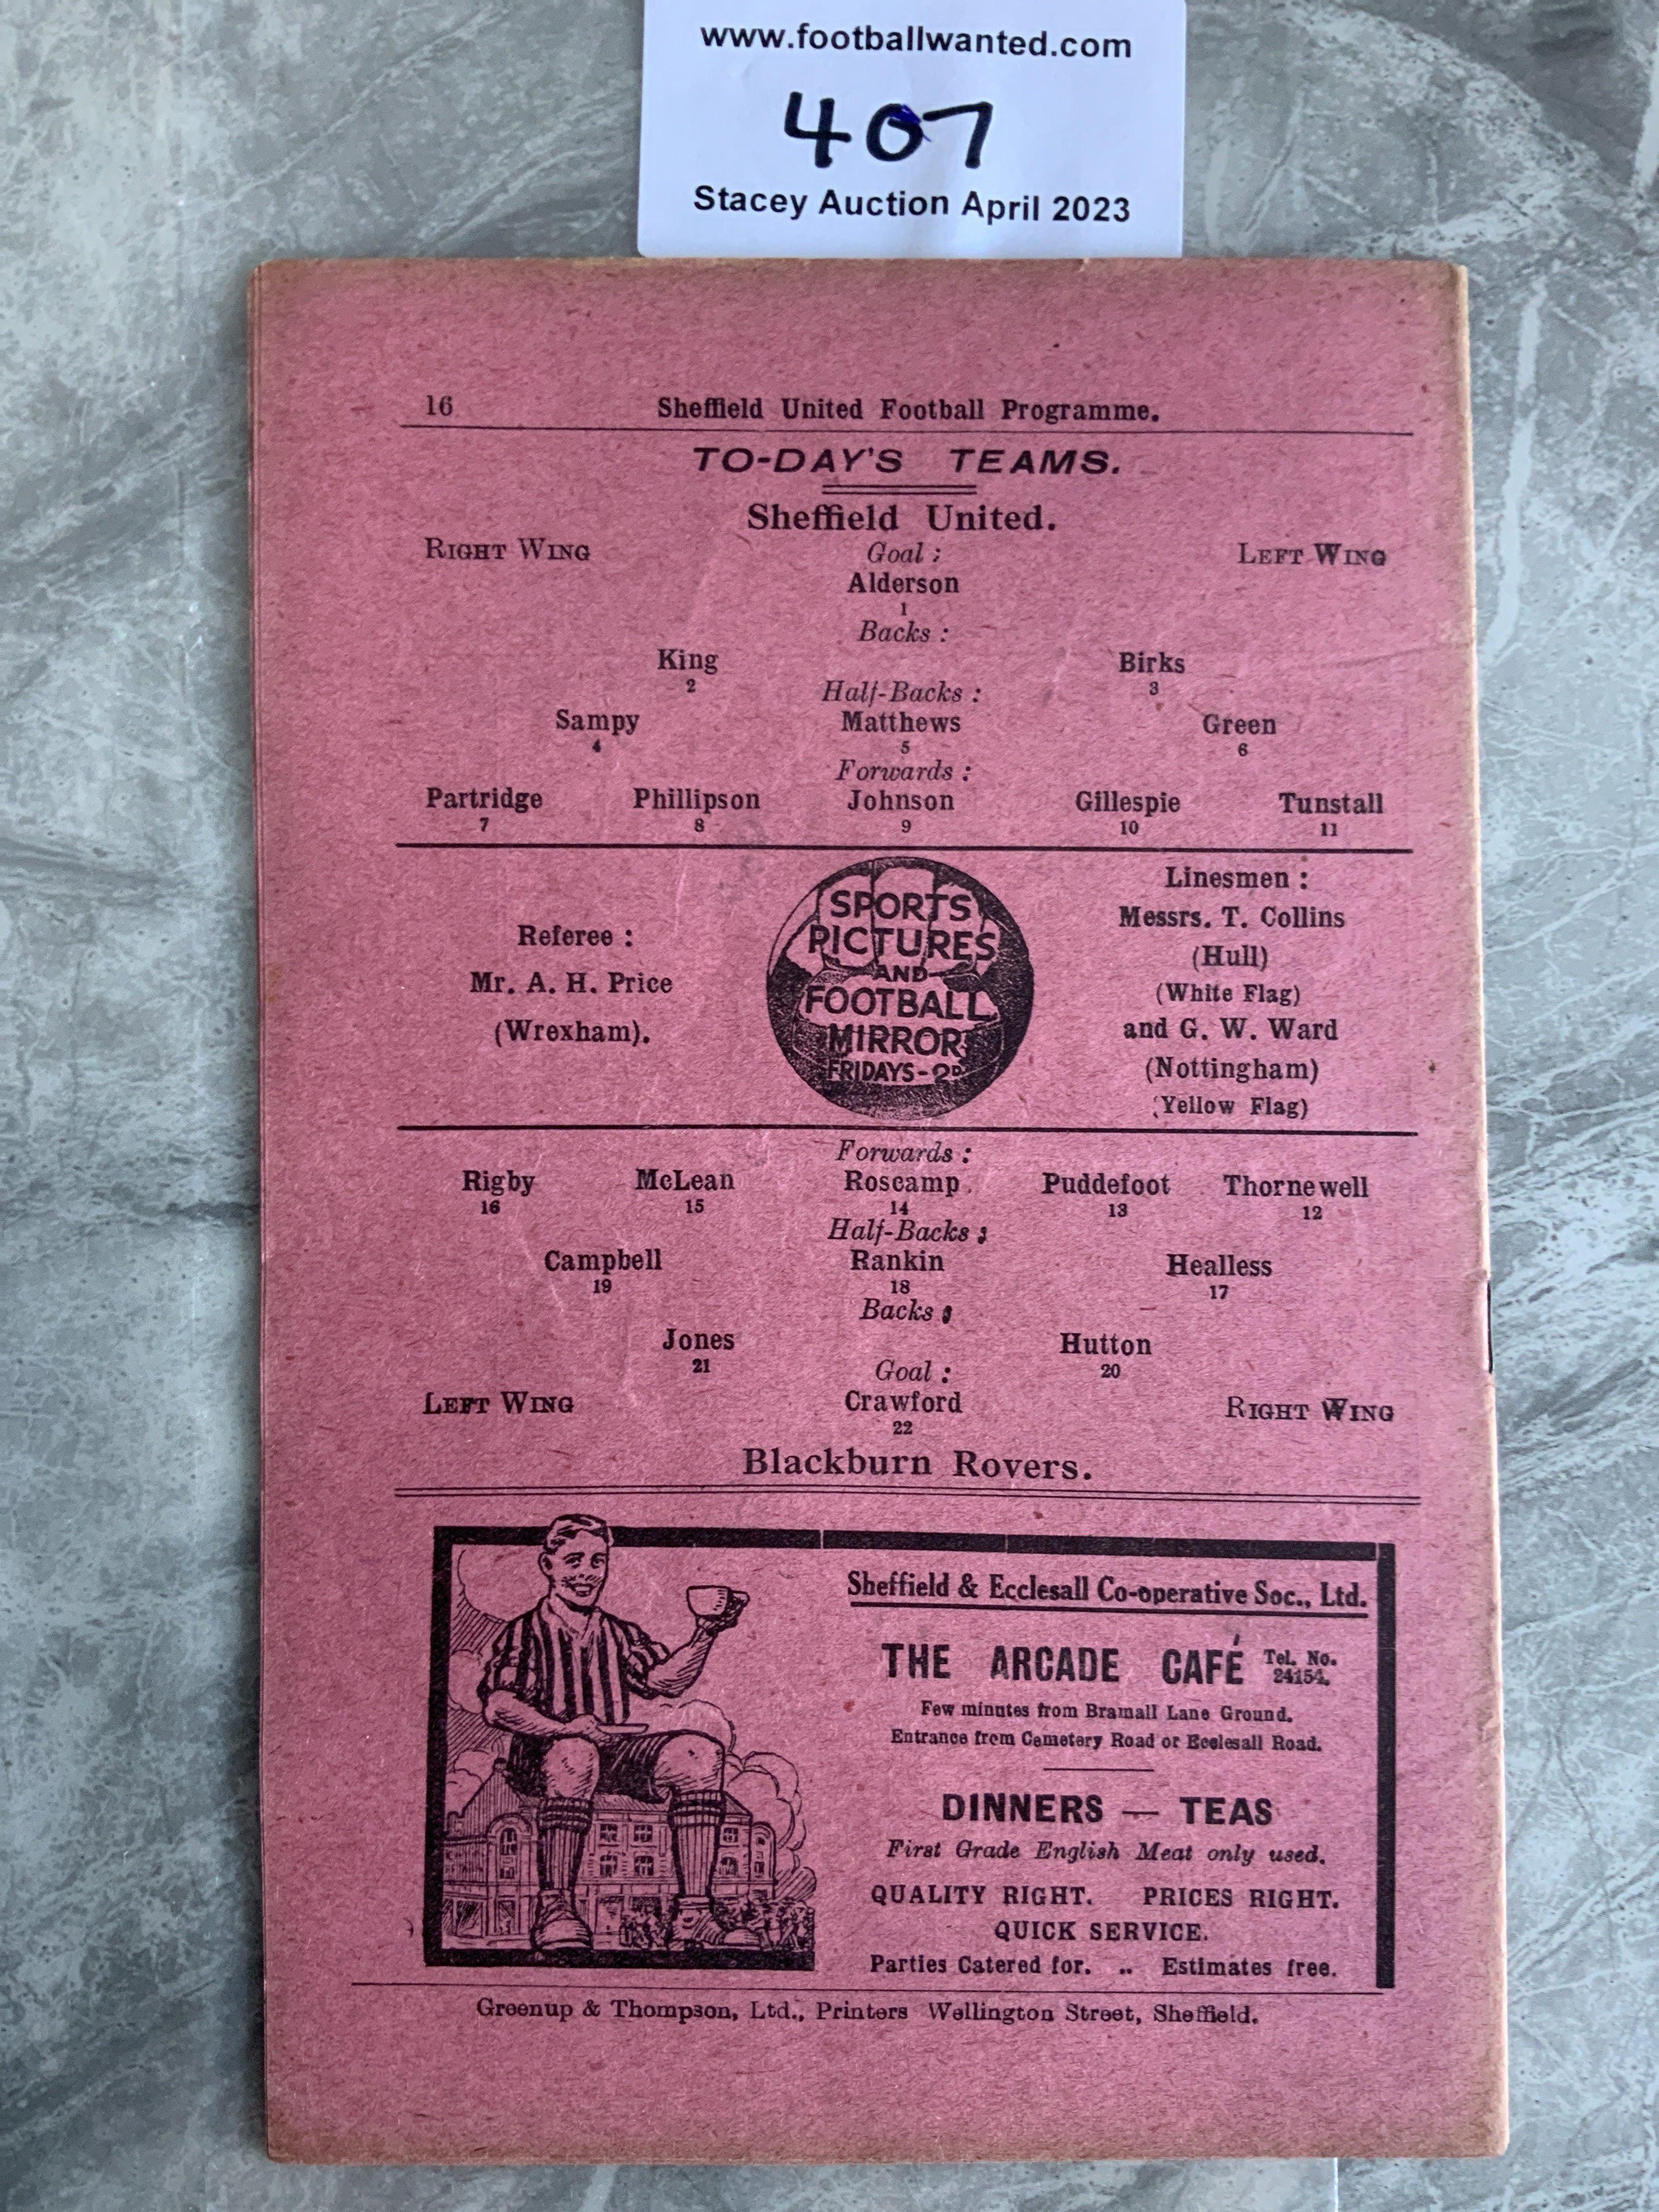 www.footballwanted.com
407
Stacey Auction April 2023
16 Sheffield United Football Programme.
TO-DAY'S TEAMS.
Sheffield United.
RIGHT WING Goal : LEFT WING
Alderson
1
Backs :
King Birks
2 3
Half-Backs :
Sampy Matthews Green
4 5 6
Forwards :
Partridge Phillipson Johnson Gillespie Tunstall
7 8 9 10 11
Referee :
Mr. A. H. Price
(Wrexham).
SPORTS
PICTURES
AND
FOOTBALL
MIRROR
FRIDAYS - 2D
Linesmen :
Messrs. T. Collins
(Hull)
(White Flag)
and G. W. Ward
(Nottingham)
(Yellow Flag)
Forwards :
Rigby McLean Roscamp Puddefoot Thornewell
16 15 14 13 12
Half-Backs :
Campbell Rankin Healless
19 18 17
Backs :
Jones Hutton
21 20
Goal :
LEFT WING Crawford RIGHT WING
22
Blackburn Rovers.
Sheffield & Ecclesall Co-operative Soc., Ltd.
THE ARCADE CAFÉ Tel. No. 24154.
Few minutes from Bramall Lane Ground.
Entrance from Cemetery Road or Ecclesall Road.
DINNERS — TEAS
First Grade English Meat only used.
QUALITY RIGHT. PRICES RIGHT.
QUICK SERVICE.
Parties Catered for. .. Estimates free.
Greenup & Thompson, Ltd., Printers Wellington Street, Sheffield.